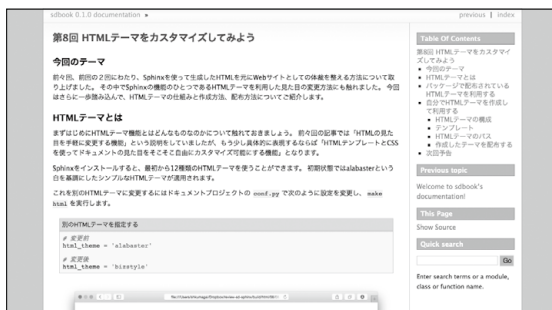 sdbook 0.1.0 documentation »
previous | index
第8回 HTMLテーマをカスタマイズしてみよう
今回のテーマ
前々回、前回の２回にわたり、Sphinxを使って生成したHTMLを元にWebサイトとしての体裁を整える方法について取
り上げました。 その中でSphinxの機能のひとつであるHTMLテーマを利用した見た目の変更方法にも触れました。 今回
はさらに一歩踏み込んで、HTMLテーマの仕組みと作成方法、配布方法についてご紹介します。
HTMLテーマとは
まずはじめにHTMLテーマ機能とはどんなものなのかについて触れておきましょう。 前々回の記事では「HTMLの見た
目を手軽に変更する機能」という説明をしていましたが、もう少し具体的に表現するならば「HTMLテンプレートとCSS
を使ってドキュメントの見た目をそこそこ自由にカスタマイズ可能にする機能」となります。
Sphinxをインストールすると、最初から12種類のHTMLテーマを使うことができます。 初期状態ではalabasterという
白を基調にしたシンプルなHTMLテーマが適用されます。
これを別のHTMLテーマに変更するにはドキュメントプロジェクトの conf.py で次のように設定を変更し、 make
html を実行します。
別のHTMLテーマを指定する
# 変更前
html_theme = 'alabaster'
# 変更後
html_theme = 'bizstyle'
Table Of Contents
第8回 HTMLテーマをカスタマイ
ズしてみよう
今回のテーマ
HTMLテーマとは
パッケージで配布されている
HTMLテーマを利用する
自分でHTMLテーマを作成し
て利用する
HTMLテーマの構成
テンプレート
HTMLテーマのパス
作成したテーマを配布する
次回予告
Previous topic
Welcome to sdbook's
documentation!
This Page
Show Source
Quick search
Go
Enter search terms or a module,
class or function name.